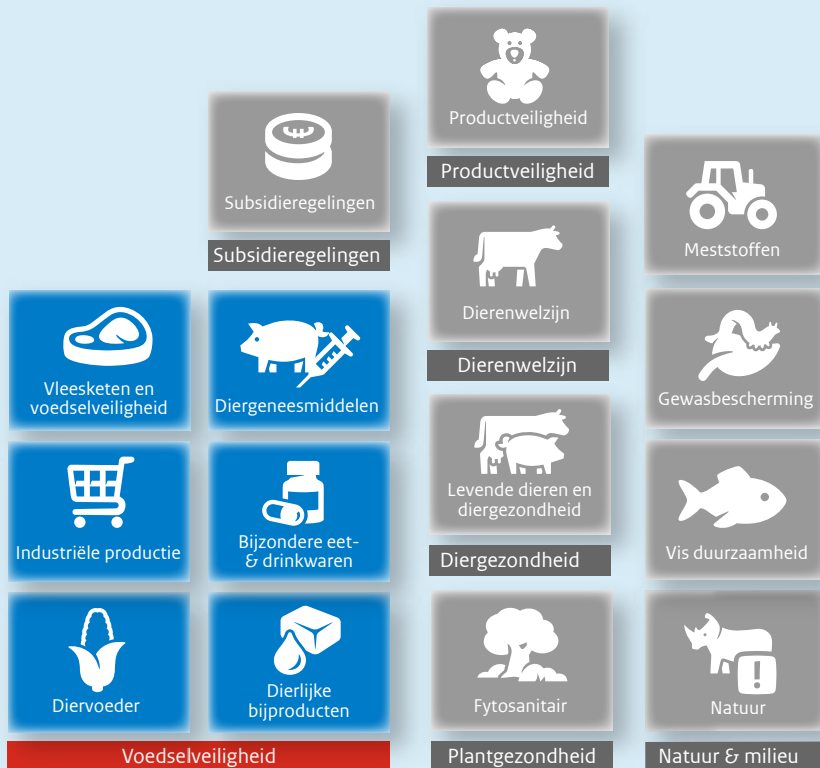 Productveiligheid
Productveiligheid
Subsidieregelingen
Subsidieregelingen
Meststoffen
Dierenwelzijn
Dierenwelzijn
Vleesketen en
voedselveiligheid
Diergeneesmiddelen
Gewasbescherming
Levende dieren en
diergezondheid
Diergezondheid
Industriële productie
Bijzondere eet-
& drinkwaren
Vis duurzaamheid
Diervoeder
Dierlijke
bijproducten
Fytosanitair
Natuur
Voedselveiligheid
Plantgezondheid
Natuur & milieu